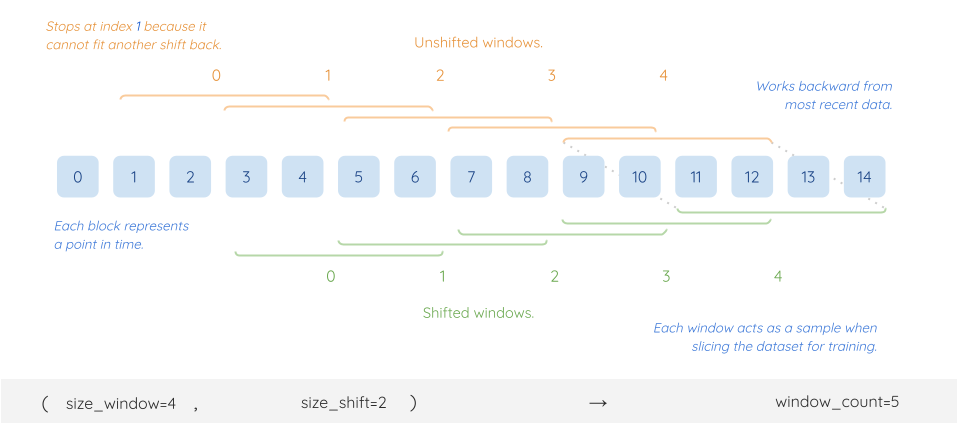 Stops at index 1 because it
cannot fit another shift back.
Unshifted windows.
0 1 2 3 4
Works backward from
most recent data.
0 1 2 3 4 5 6 7 8 9 10 11 12 13 14
Each block represents
a point in time.
0 1 2 3 4
Shifted windows.
Each window acts as a sample when
slicing the dataset for training.
( size_window=4 , size_shift=2 ) → window_count=5